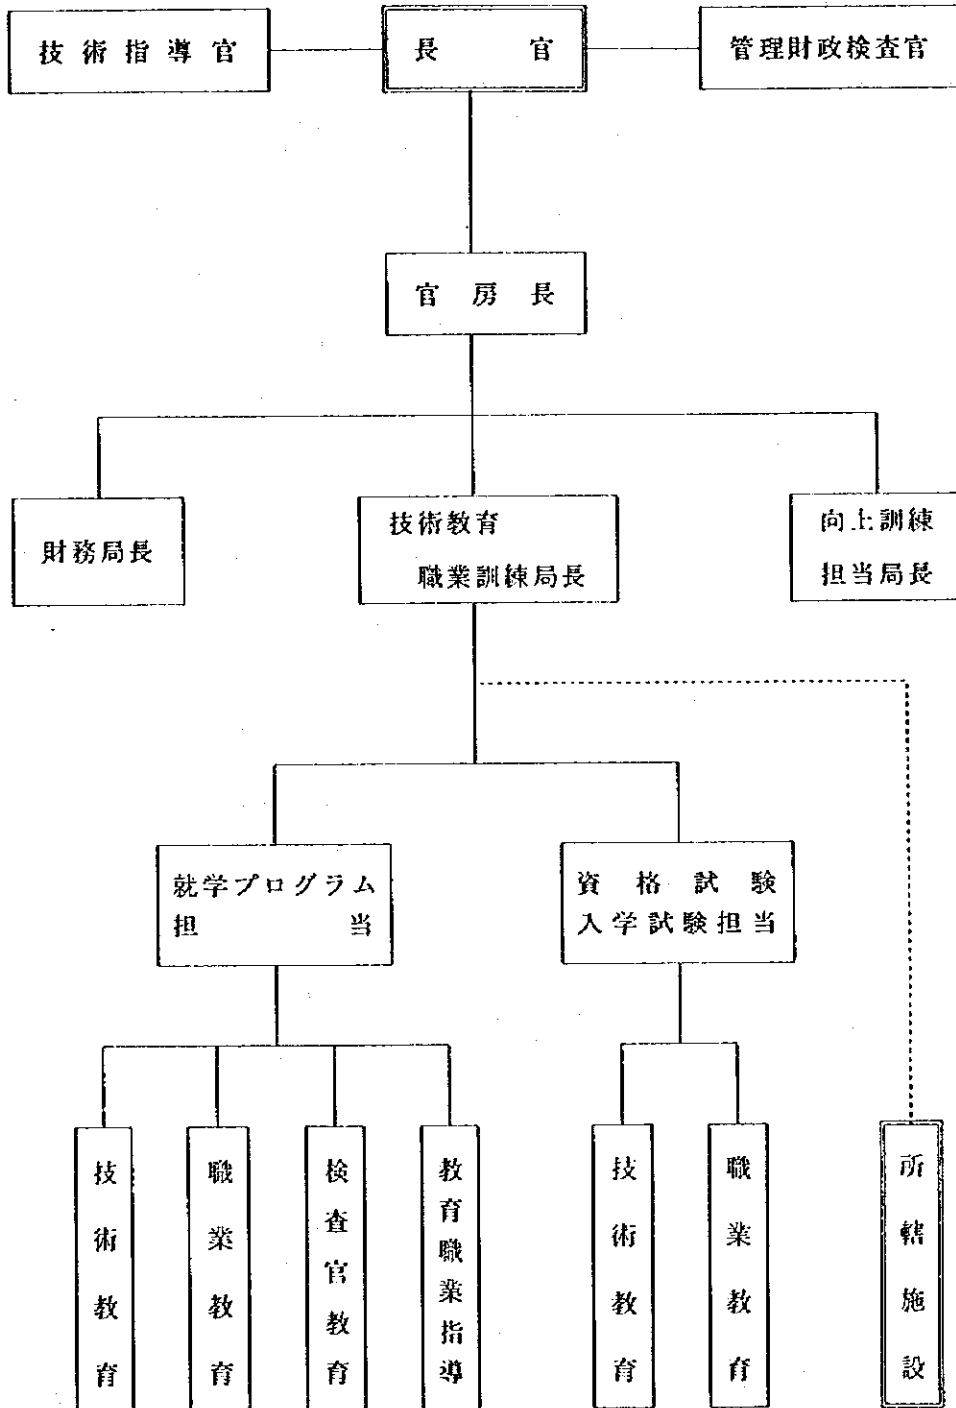 技術指導官
長官
管理財政検査官
官房長
財務局長
技術教育
職業訓練局長
向上訓練
担当局長
就学プログラム
担当
資格試験
入学試験担当
技術教育
職業教育
検査官教育
教育職業指導
技術教育
職業教育
所轄施設